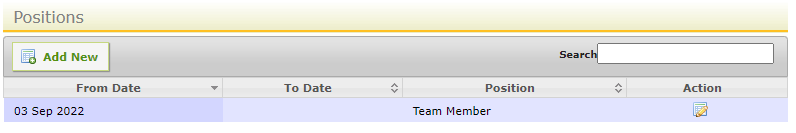 Positions
Add New
Search
From Date To Date Position Action
03 Sep 2022 Team Member